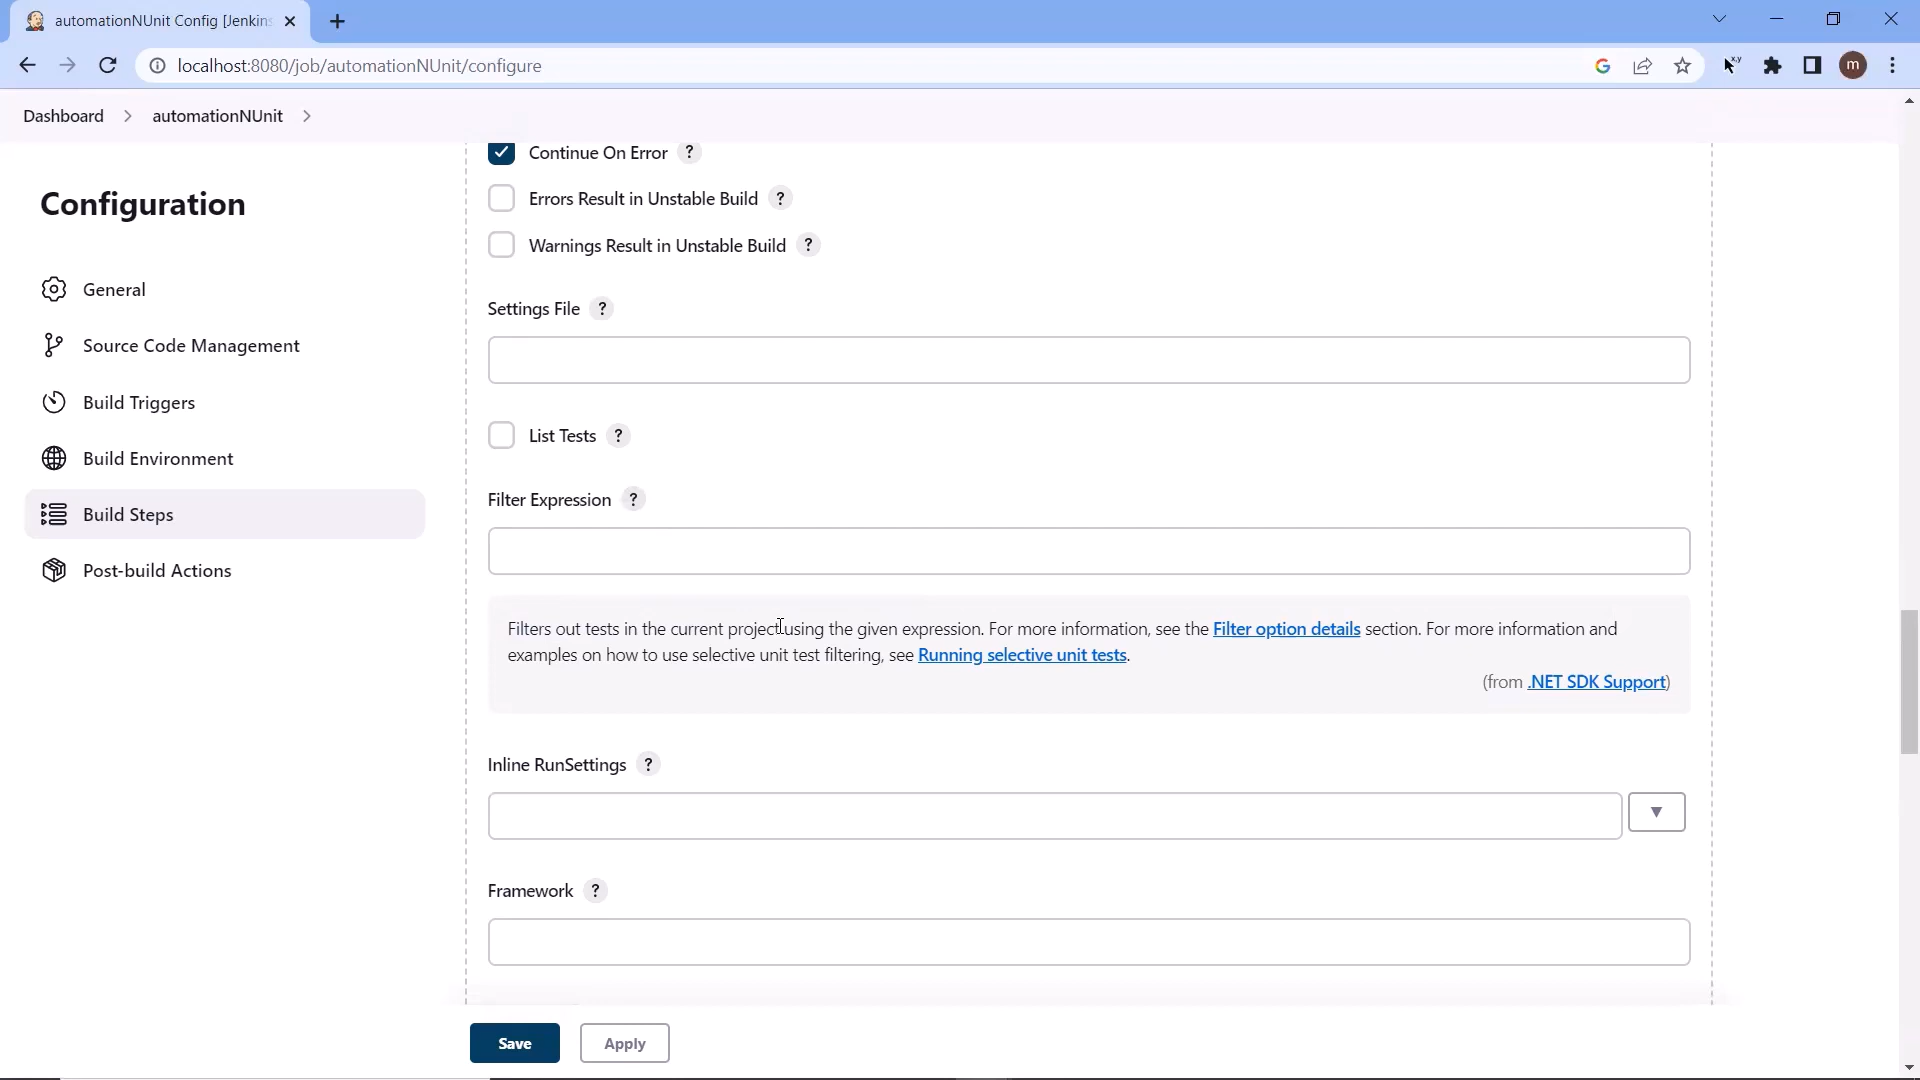 automationNUnit Config [Jenkins
localhost:8080/job/automationNUnit/configure
x,y
m
Dashboard > automationNUnit >
Configuration
General
Source Code Management
Build Triggers
Build Environment
Build Steps
Post-build Actions
Continue On Error ?
Errors Result in Unstable Build ?
Warnings Result in Unstable Build ?
Settings File ?
List Tests ?
Filter Expression ?
Filters out tests in the current project using the given expression. For more information, see the Filter option details section. For more information and
examples on how to use selective unit test filtering, see Running selective unit tests.
(from .NET SDK Support)
Inline RunSettings ?
Framework ?
Save
Apply